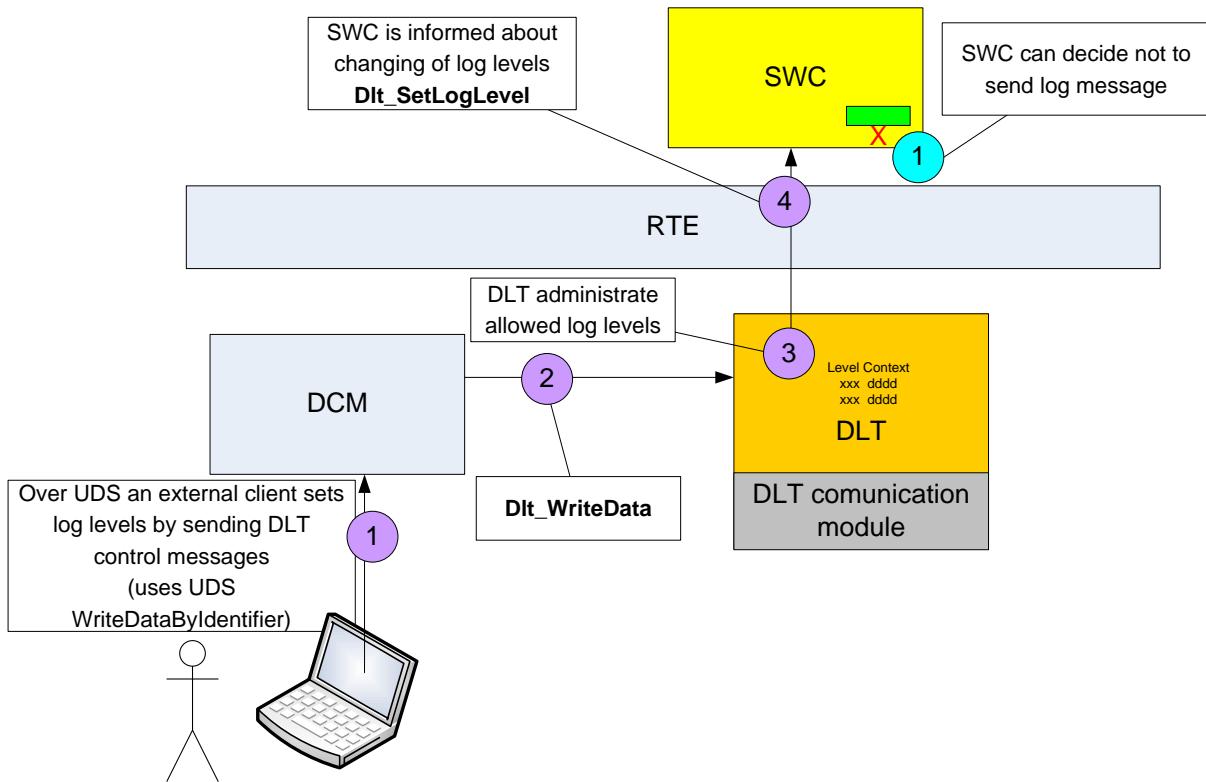 SWC is informed about
changing of log levels
Dlt_SetLogLevel
SWC
X
1
SWC can decide not to
send log message
4
RTE
DLT administrate
allowed log levels
3
Level Context
xxx dddd
xxx dddd
DLT
DLT comunication
module
DCM
2
Dlt_WriteData
Over UDS an external client sets
log levels by sending DLT
control messages
(uses UDS
WriteDataByIdentifier)
1